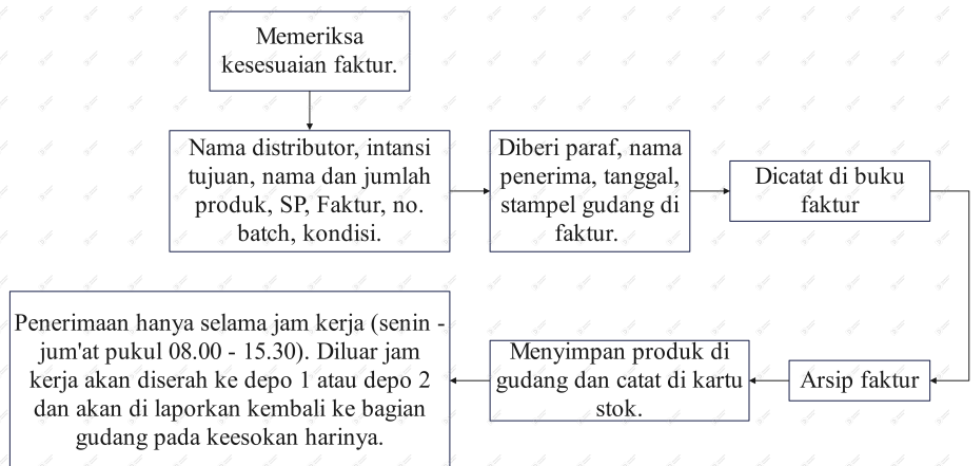 Memeriksa
kesesuaian faktur.
Nama distributor, intansi
tujuan, nama dan jumlah
produk, SP, Faktur, no.
batch, kondisi.
Diberi paraf, nama
penerima, tanggal,
stampel gudang di
faktur.
Dicatat di buku
faktur
Arsip faktur
Menyimpan produk di
gudang dan catat di kartu
stok.
Penerimaan hanya selama jam kerja (senin -
jum'at pukul 08.00 - 15.30). Diluar jam
kerja akan diserah ke depo 1 atau depo 2
dan akan di laporkan kembali ke bagian
gudang pada keesokan harinya.